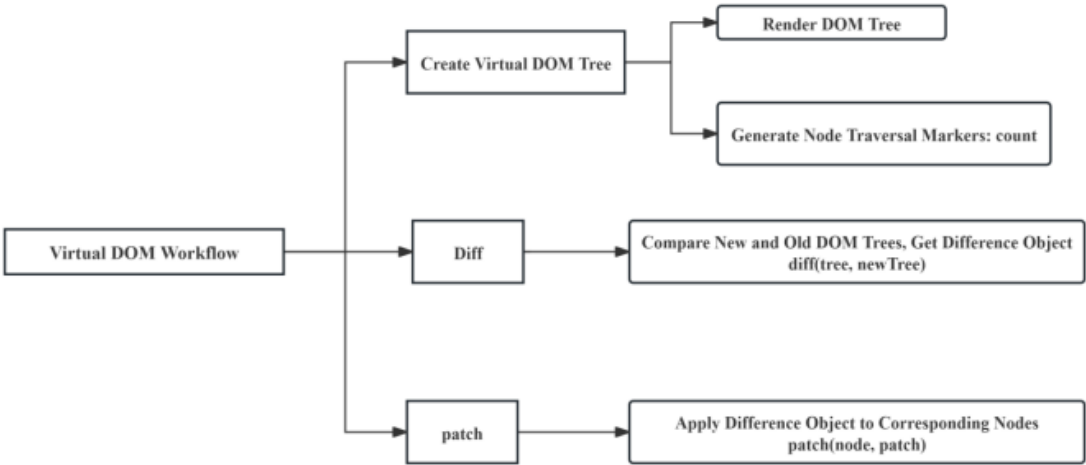 Render DOM Tree
Create Virtual DOM Tree
Generate Node Traversal Markers: count
Virtual DOM Workflow
Diff
Compare New and Old DOM Trees, Get Difference Object
diff(tree, newTree)
patch
Apply Difference Object to Corresponding Nodes
patch(node, patch)